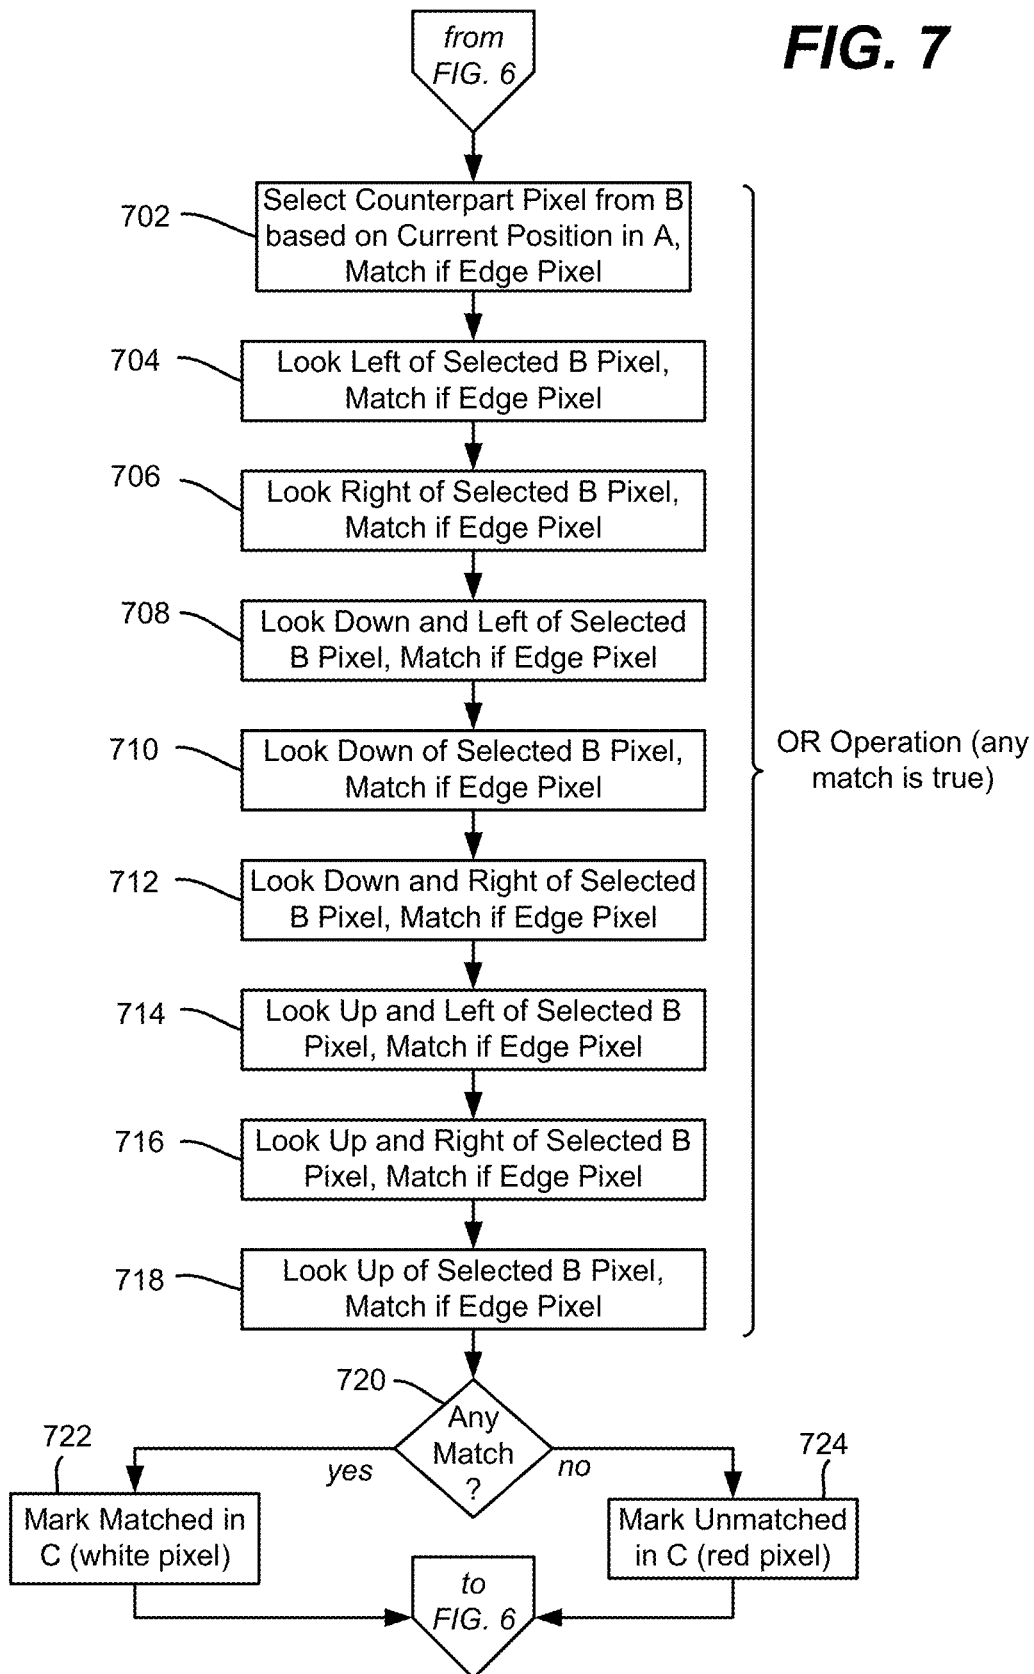 from
FIG. 6
FIG. 7
702
Select Counterpart Pixel from B
based on Current Position in A,
Match if Edge Pixel
704
Look Left of Selected B Pixel,
Match if Edge Pixel
706
Look Right of Selected B Pixel,
Match if Edge Pixel
708
Look Down and Left of Selected
B Pixel, Match if Edge Pixel
710
Look Down of Selected B Pixel,
Match if Edge Pixel
OR Operation (any
match is true)
712
Look Down and Right of Selected
B Pixel, Match if Edge Pixel
714
Look Up and Left of Selected B
Pixel, Match if Edge Pixel
716
Look Up and Right of Selected B
Pixel, Match if Edge Pixel
718
Look Up of Selected B Pixel,
Match if Edge Pixel
720
Any
Match
?
yes
no
722
Mark Matched in
C (white pixel)
724
Mark Unmatched
in C (red pixel)
to
FIG. 6